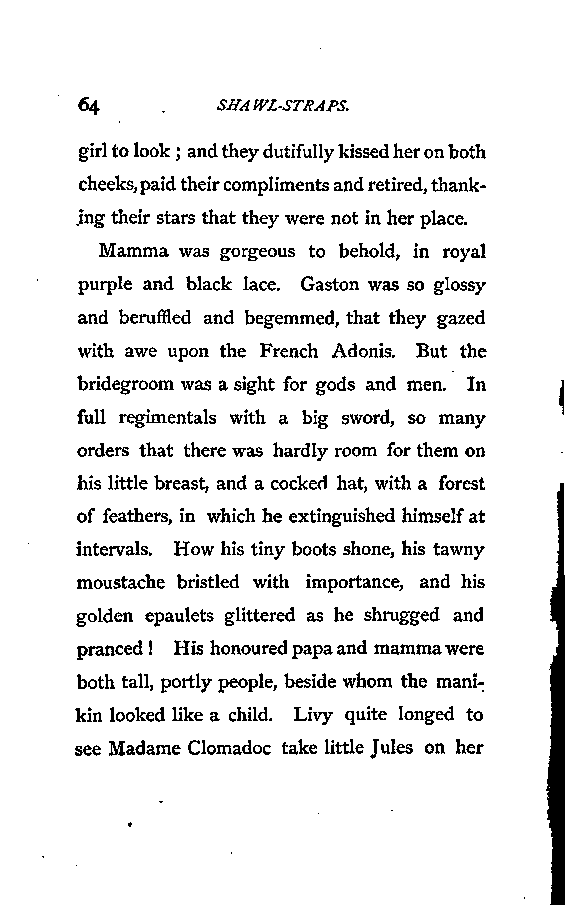 64 SHAWL-STRAPS.
girl to look ; and they dutifully kissed her on both
cheeks, paid their compliments and retired, thank-
ing their stars that they were not in her place.
Mamma was gorgeous to behold, in royal
purple and black lace. Gaston was so glossy
and beruffled and begemmed, that they gazed
with awe upon the French Adonis. But the
bridegroom was a sight for gods and men. In
full regimentals with a big sword, so many
orders that there was hardly room for them on
his little breast, and a cocked hat, with a forest
of feathers, in which he extinguished himself at
intervals. How his tiny boots shone, his tawny
moustache bristled with importance, and his
golden epaulets glittered as he shrugged and
pranced ! His honoured papa and mamma were
both tall, portly people, beside whom the mani-
kin looked like a child. Livy quite longed to
see Madame Clomadoc take little Jules on her